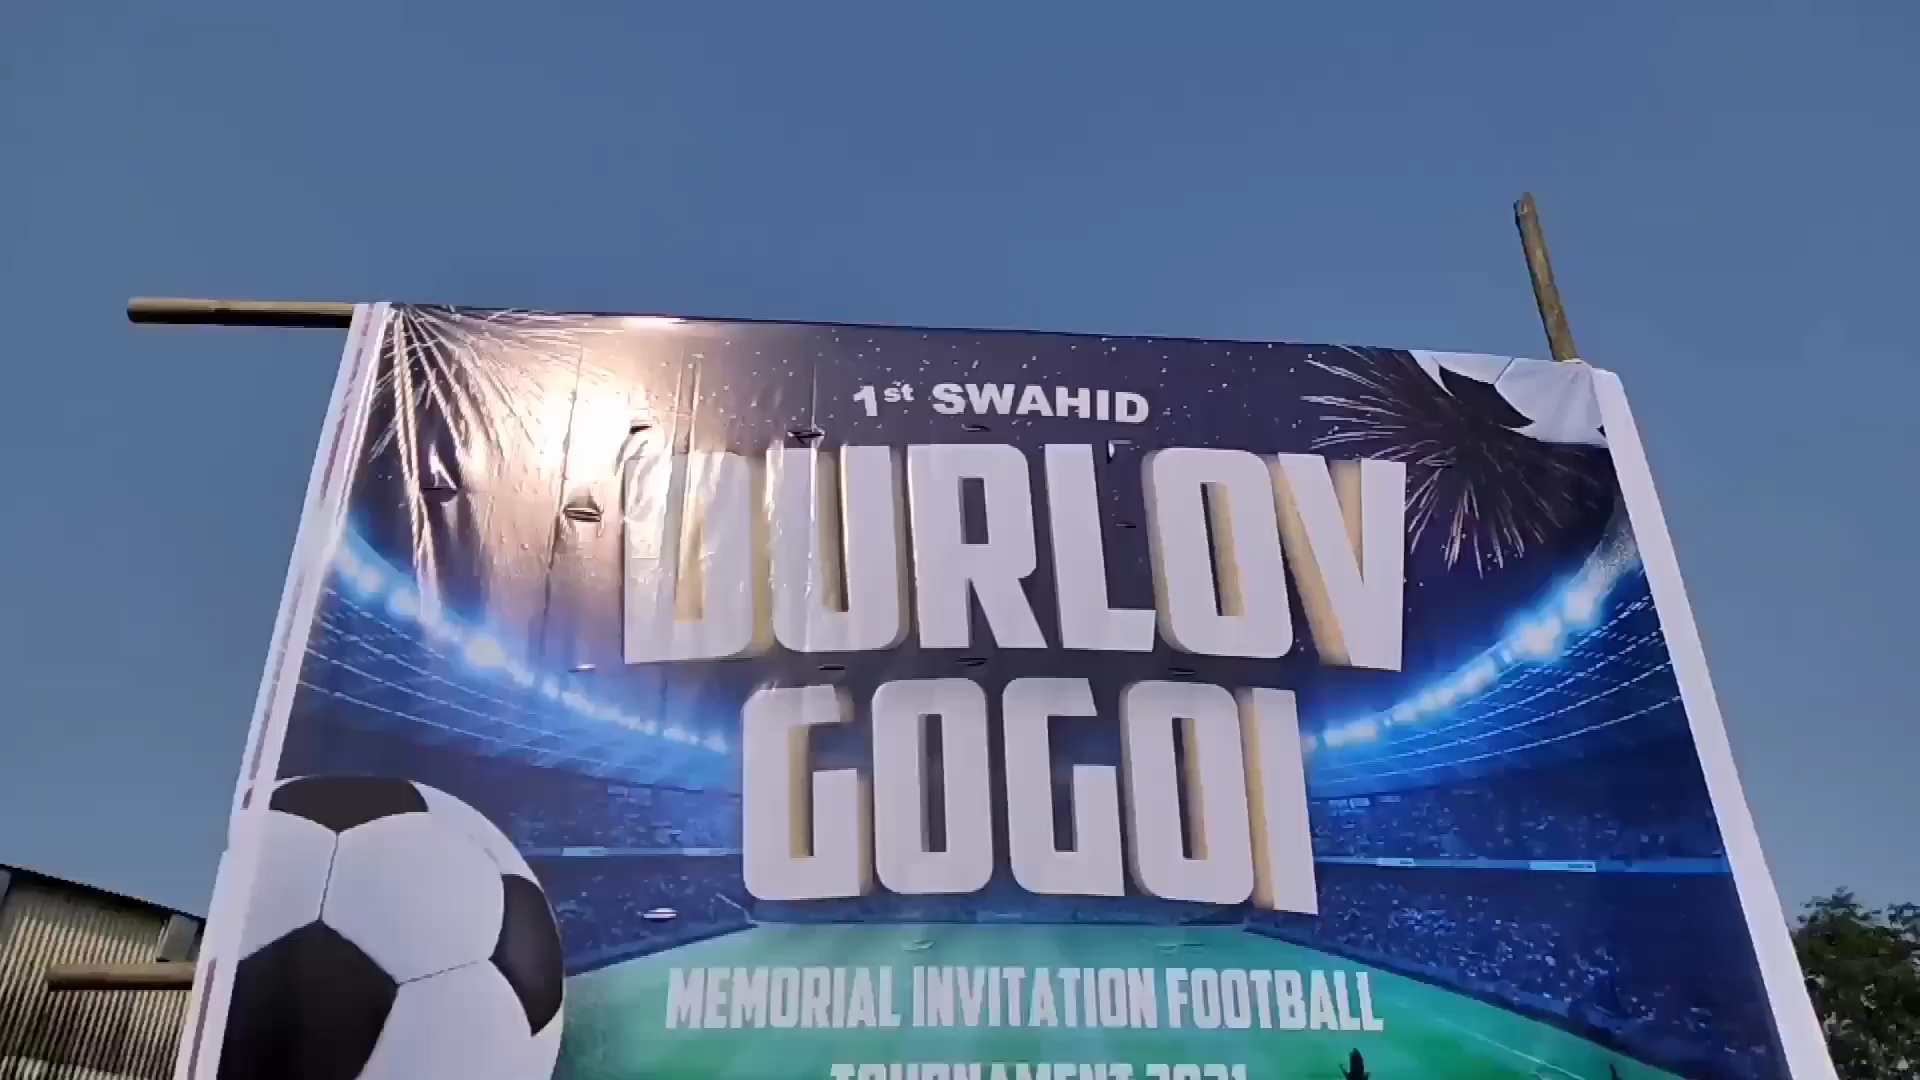 1st SWAHID
DURLOV
GOGOI
MEMORIAL INVITATION FOOTBALL
TOURNAMENT 2021